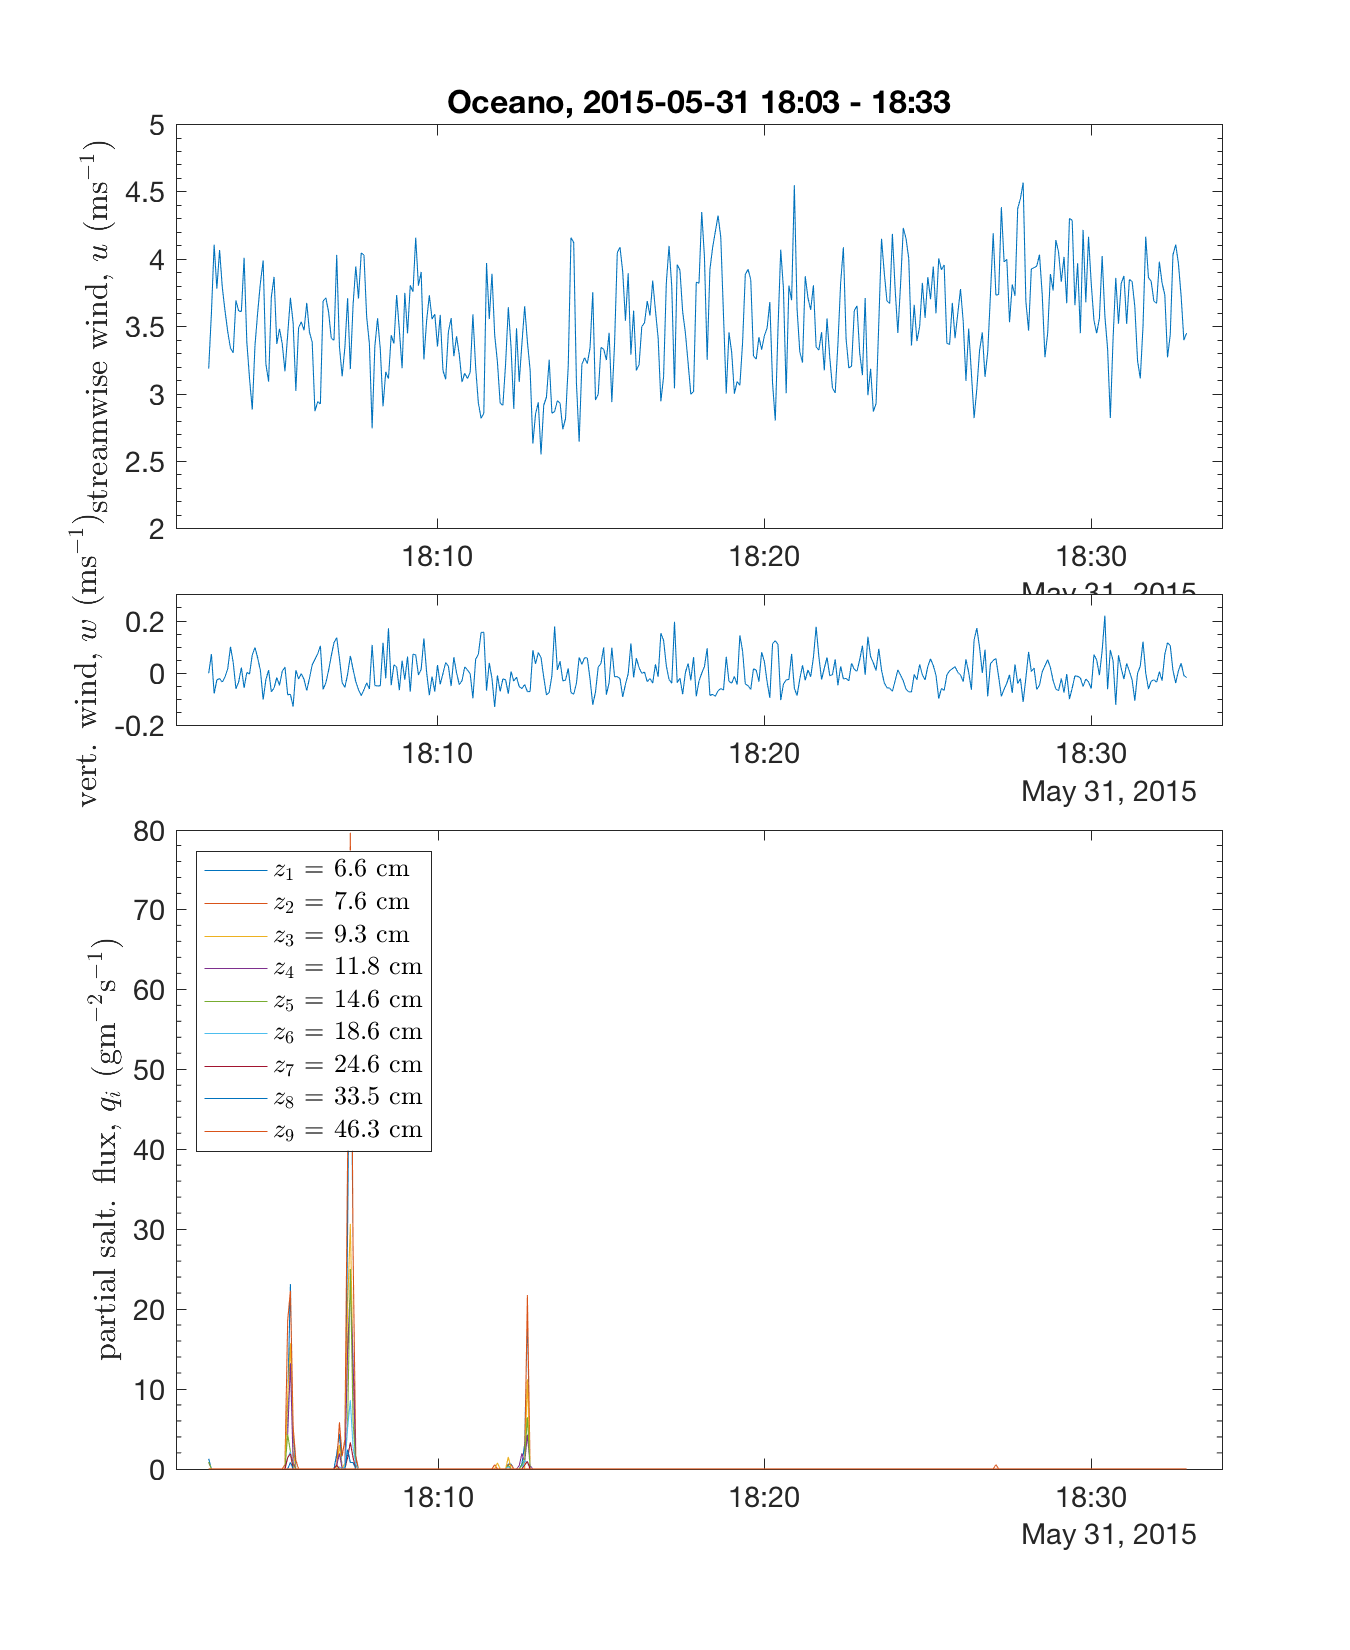 Oceano, 2015-05-31 18:03 - 18:33
streamwise wind, u (ms⁻¹)
5
4.5
4
3.5
3
2.5
2
18:10 18:20 18:30
May 31, 2015
vert. wind, w (ms⁻¹)
0.2
0
-0.2
18:10 18:20 18:30
May 31, 2015
partial salt. flux, qᵢ (gm⁻²s⁻¹)
80
70
60
50
40
30
20
10
0
z₁ = 6.6 cm
z₂ = 7.6 cm
z₃ = 9.3 cm
z₄ = 11.8 cm
z₅ = 14.6 cm
z₆ = 18.6 cm
z₇ = 24.6 cm
z₈ = 33.5 cm
z₉ = 46.3 cm
18:10 18:20 18:30
May 31, 2015